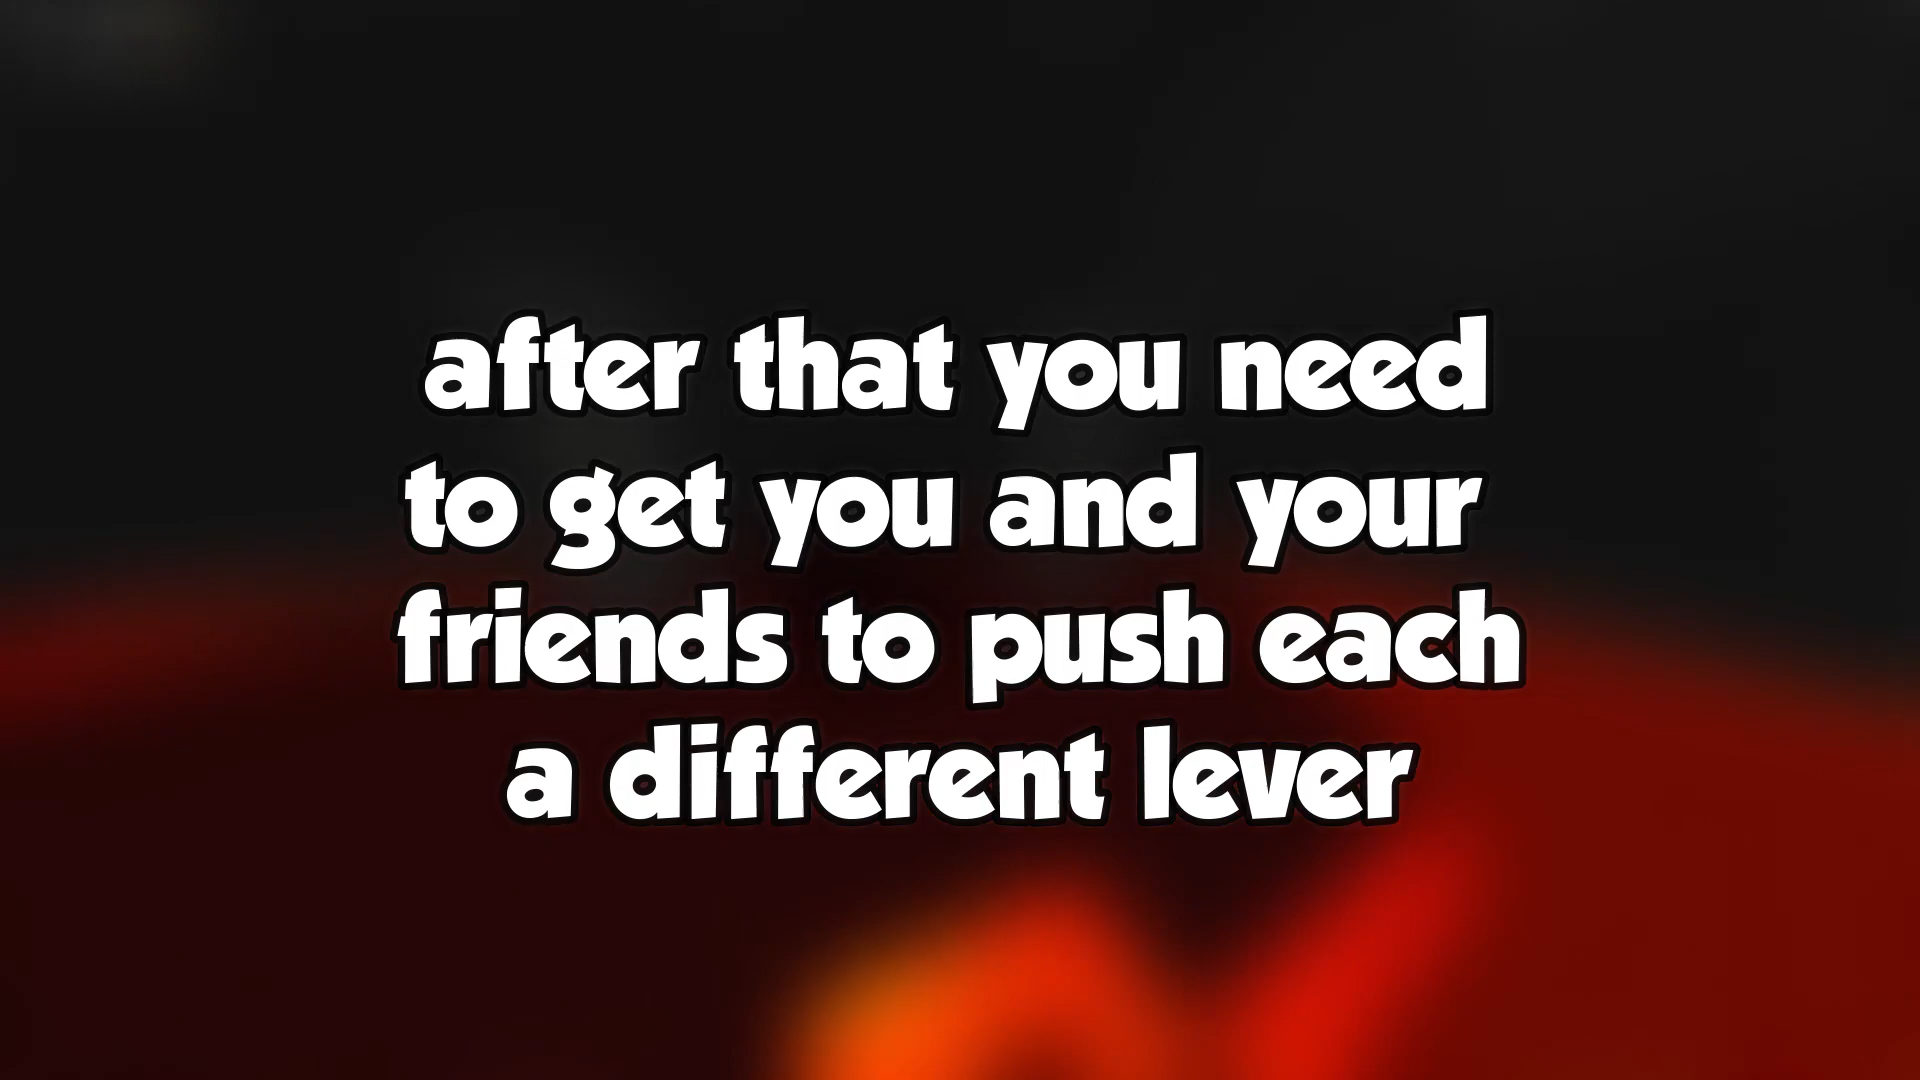 after that you need
to get you and your
friends to push each
a different lever